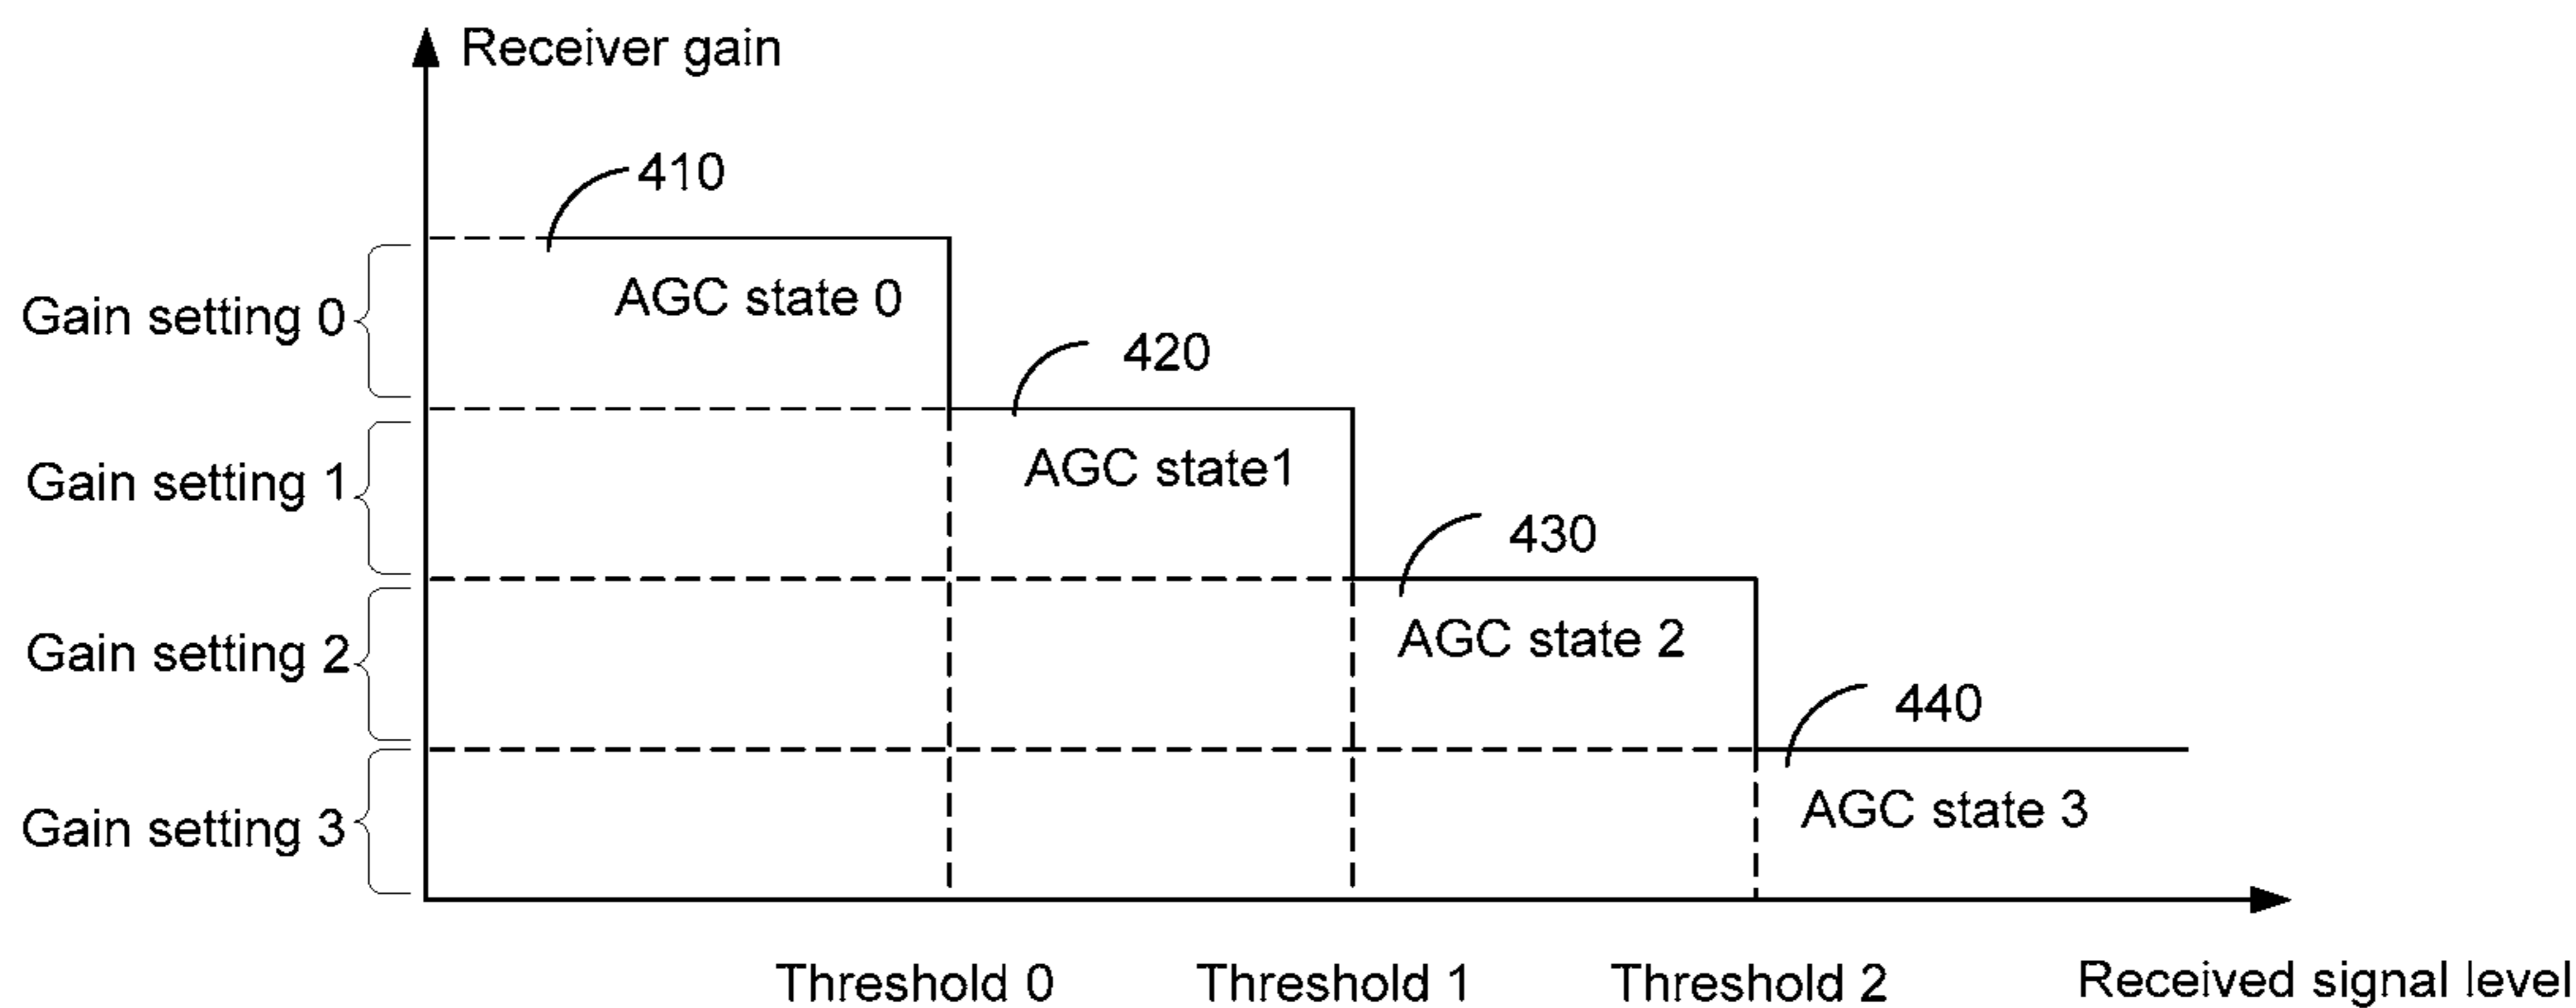 Receiver gain
410
Gain setting 0
AGC state 0
420
Gain setting 1
AGC state1
430
Gain setting 2
AGC state 2
440
Gain setting 3
AGC state 3
Threshold 0
Threshold 1
Threshold 2
Received signal level